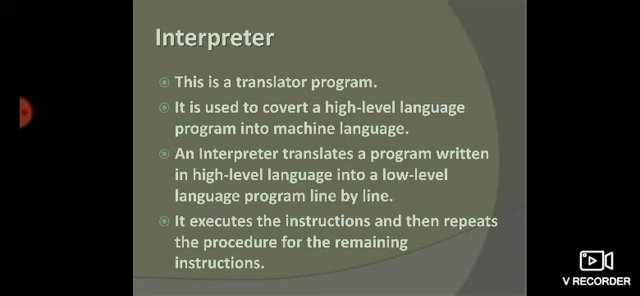 Interpreter
This is a translator program.
It is used to covert a high-level language
program into machine language.
An Interpreter translates a program written
in high-level language into a low-level
language program line by line.
It executes the instructions and then repeats
the procedure for the remaining
instructions.
V RECORDER